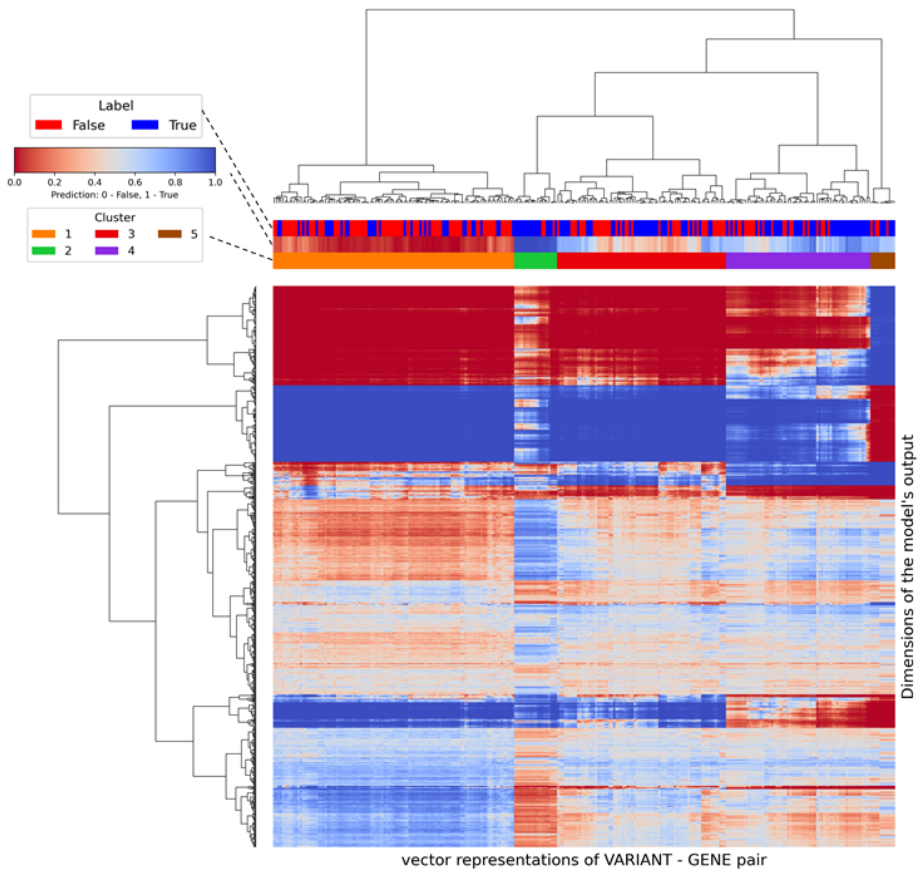 Label
False True
0.0 0.2 0.4 0.6 0.8 1.0
Prediction: 0 - False, 1 - True
Cluster
1 3 5
2 4
Dimensions of the model's output
vector representations of VARIANT - GENE pair